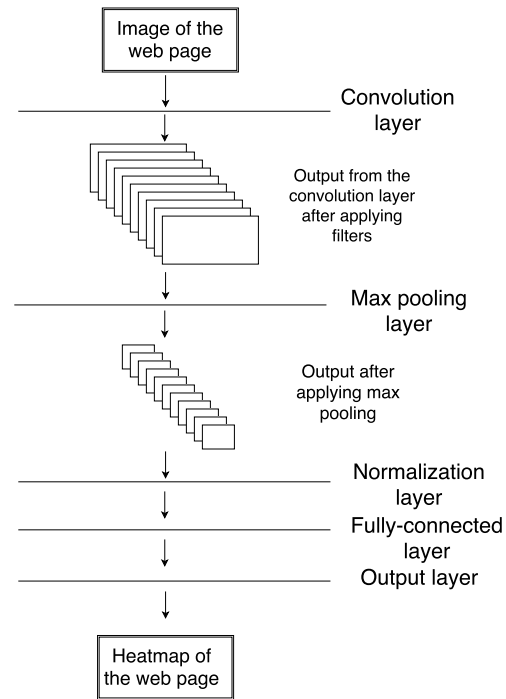 Image of the
web page
Convolution
layer
Output from the
convolution layer
after applying
filters
Max pooling
layer
Output after
applying max
pooling
Normalization
layer
Fully-connected
layer
Output layer
Heatmap of
the web page